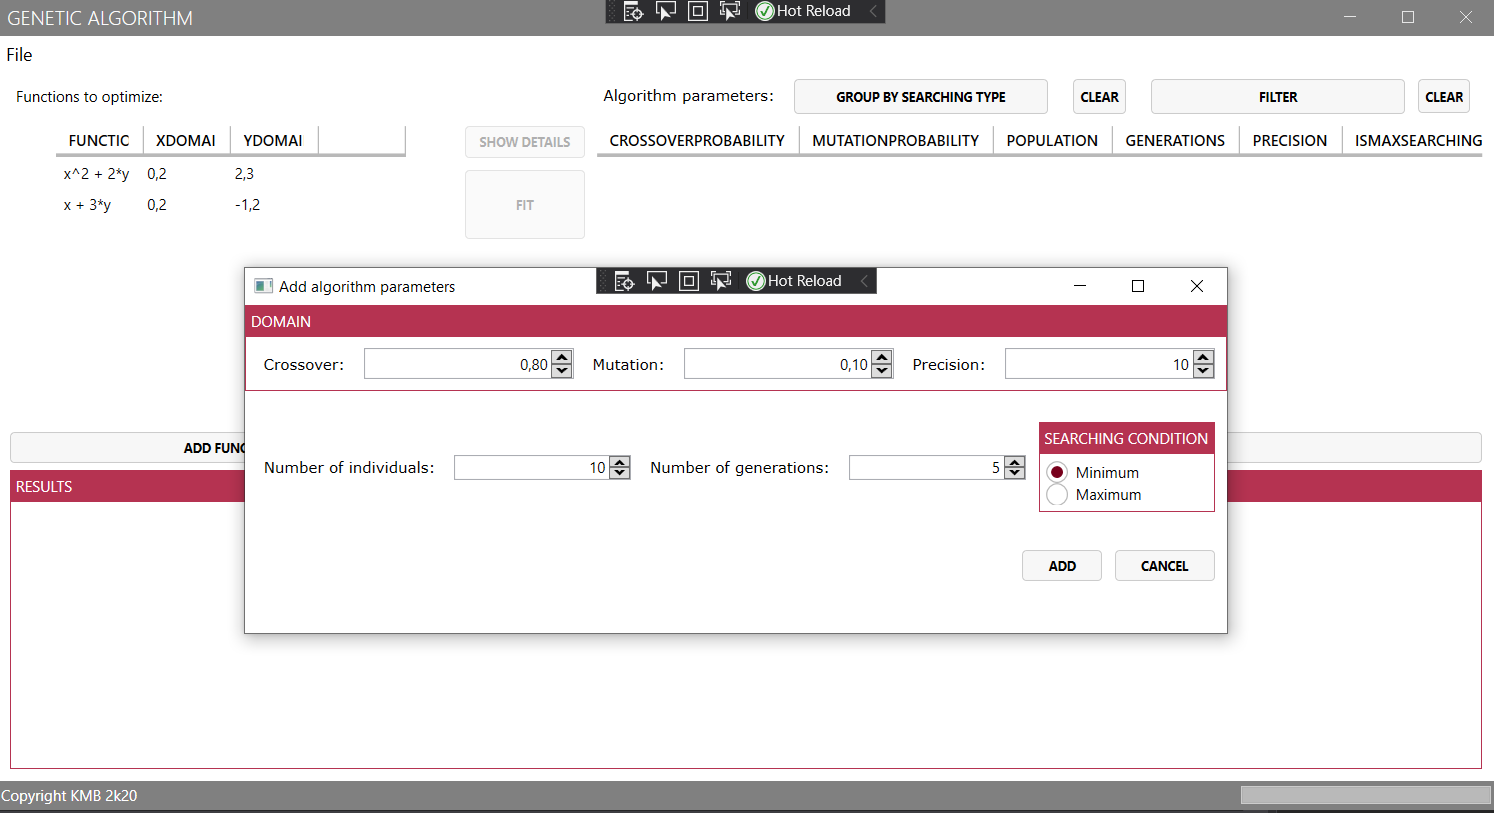 GENETIC ALGORITHM
Hot Reload
File
Functions to optimize:
Algorithm parameters:
GROUP BY SEARCHING TYPE
CLEAR
FILTER
CLEAR
FUNCTIC XDOMAI YDOMAI
x^2 + 2*y 0,2 2,3
x + 3*y 0,2 -1,2
SHOW DETAILS
FIT
CROSSOVERPROBABILITY MUTATIONPROBABILITY POPULATION GENERATIONS PRECISION ISMAXSEARCHING
Add algorithm parameters
Hot Reload
DOMAIN
Crossover: 0,80 Mutation: 0,10 Precision: 10
Number of individuals: 10 Number of generations: 5
SEARCHING CONDITION
Minimum
Maximum
ADD CANCEL
ADD FUNC
RESULTS
Copyright KMB 2k20